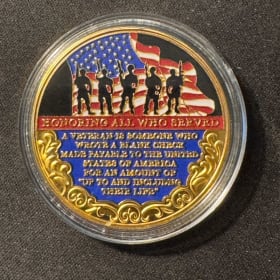 HONORING ALL WHO SERVED
A VETERAN IS SOMEONE WHO
WROTE A BLANK CHECK
MADE PAYABLE TO THE UNITED
STATES OF AMERICA
FOR AN AMOUNT OF
"UP TO AND INCLUDING
THEIR LIFE"